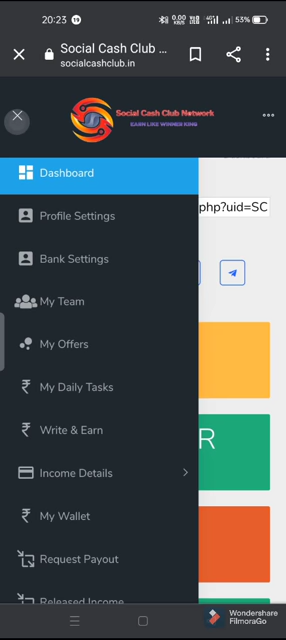 20:23
19
0.00
KB/s
4G
53%
Social Cash Club ...
socialcashclub.in
Social Cash Club Network
EARN LIKE WINNER KING
Dashboard
Profile Settings
php?uid=SC
Bank Settings
My Team
My Offers
₹ My Daily Tasks
R
₹ Write & Earn
Income Details
₹ My Wallet
Request Payout
Released Income
Wondershare
FilmoraGo